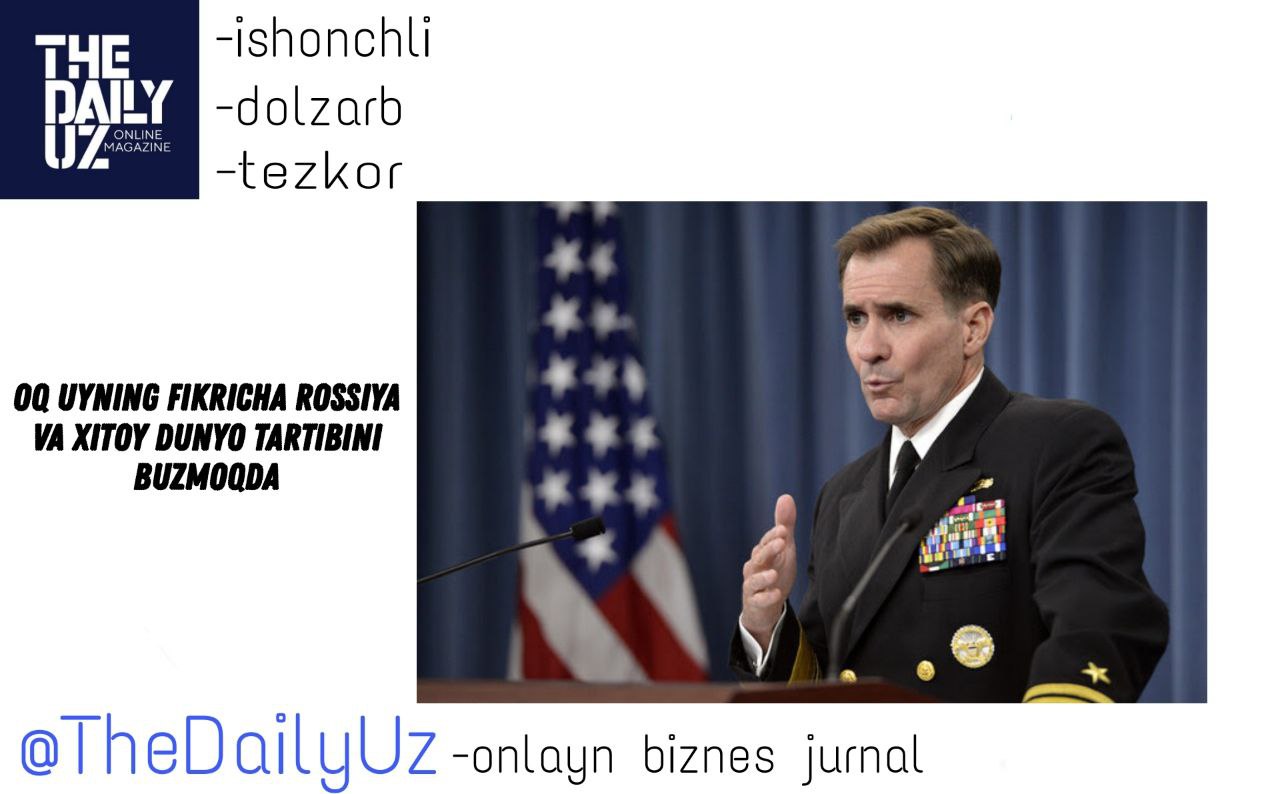 THE
DAILY
UZ ONLINE
MAGAZINE
-ishonchli
-dolzarb
-tezkor
OQ UYNING FIKRICHA ROSSIYA
VA XITOY DUNYO TARTIBINI
BUZMOQDA
@TheDailyUz -onlayn biznes jurnal